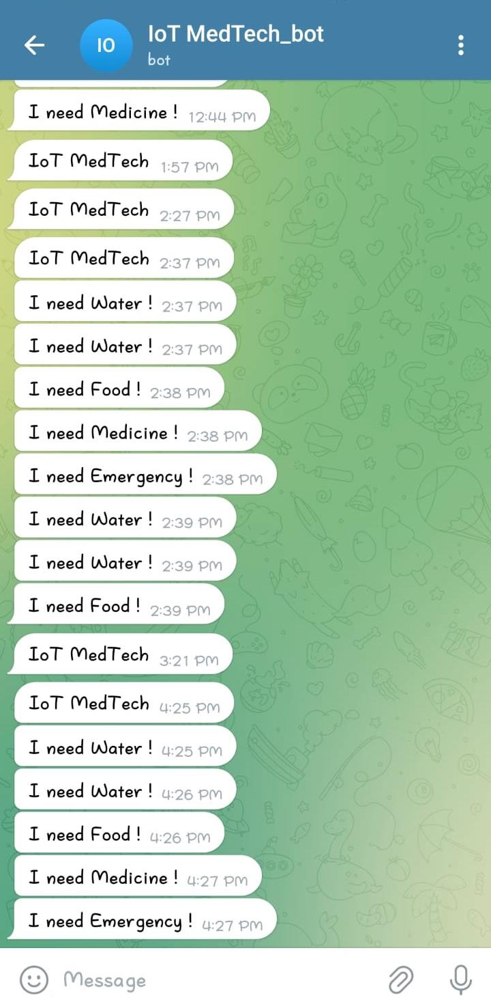 IO
IoT MedTech_bot
bot
I need Medicine ! 12:44 PM
IoT MedTech 1:57 PM
IoT MedTech 2:27 PM
IoT MedTech 2:37 PM
I need Water ! 2:37 PM
I need Water ! 2:37 PM
I need Food ! 2:38 PM
I need Medicine ! 2:38 PM
I need Emergency ! 2:38 PM
I need Water ! 2:39 PM
I need Water ! 2:39 PM
I need Food ! 2:39 PM
IoT MedTech 3:21 PM
IoT MedTech 4:25 PM
I need Water ! 4:25 PM
I need Water ! 4:26 PM
I need Food ! 4:26 PM
I need Medicine ! 4:27 PM
I need Emergency ! 4:27 PM
Message